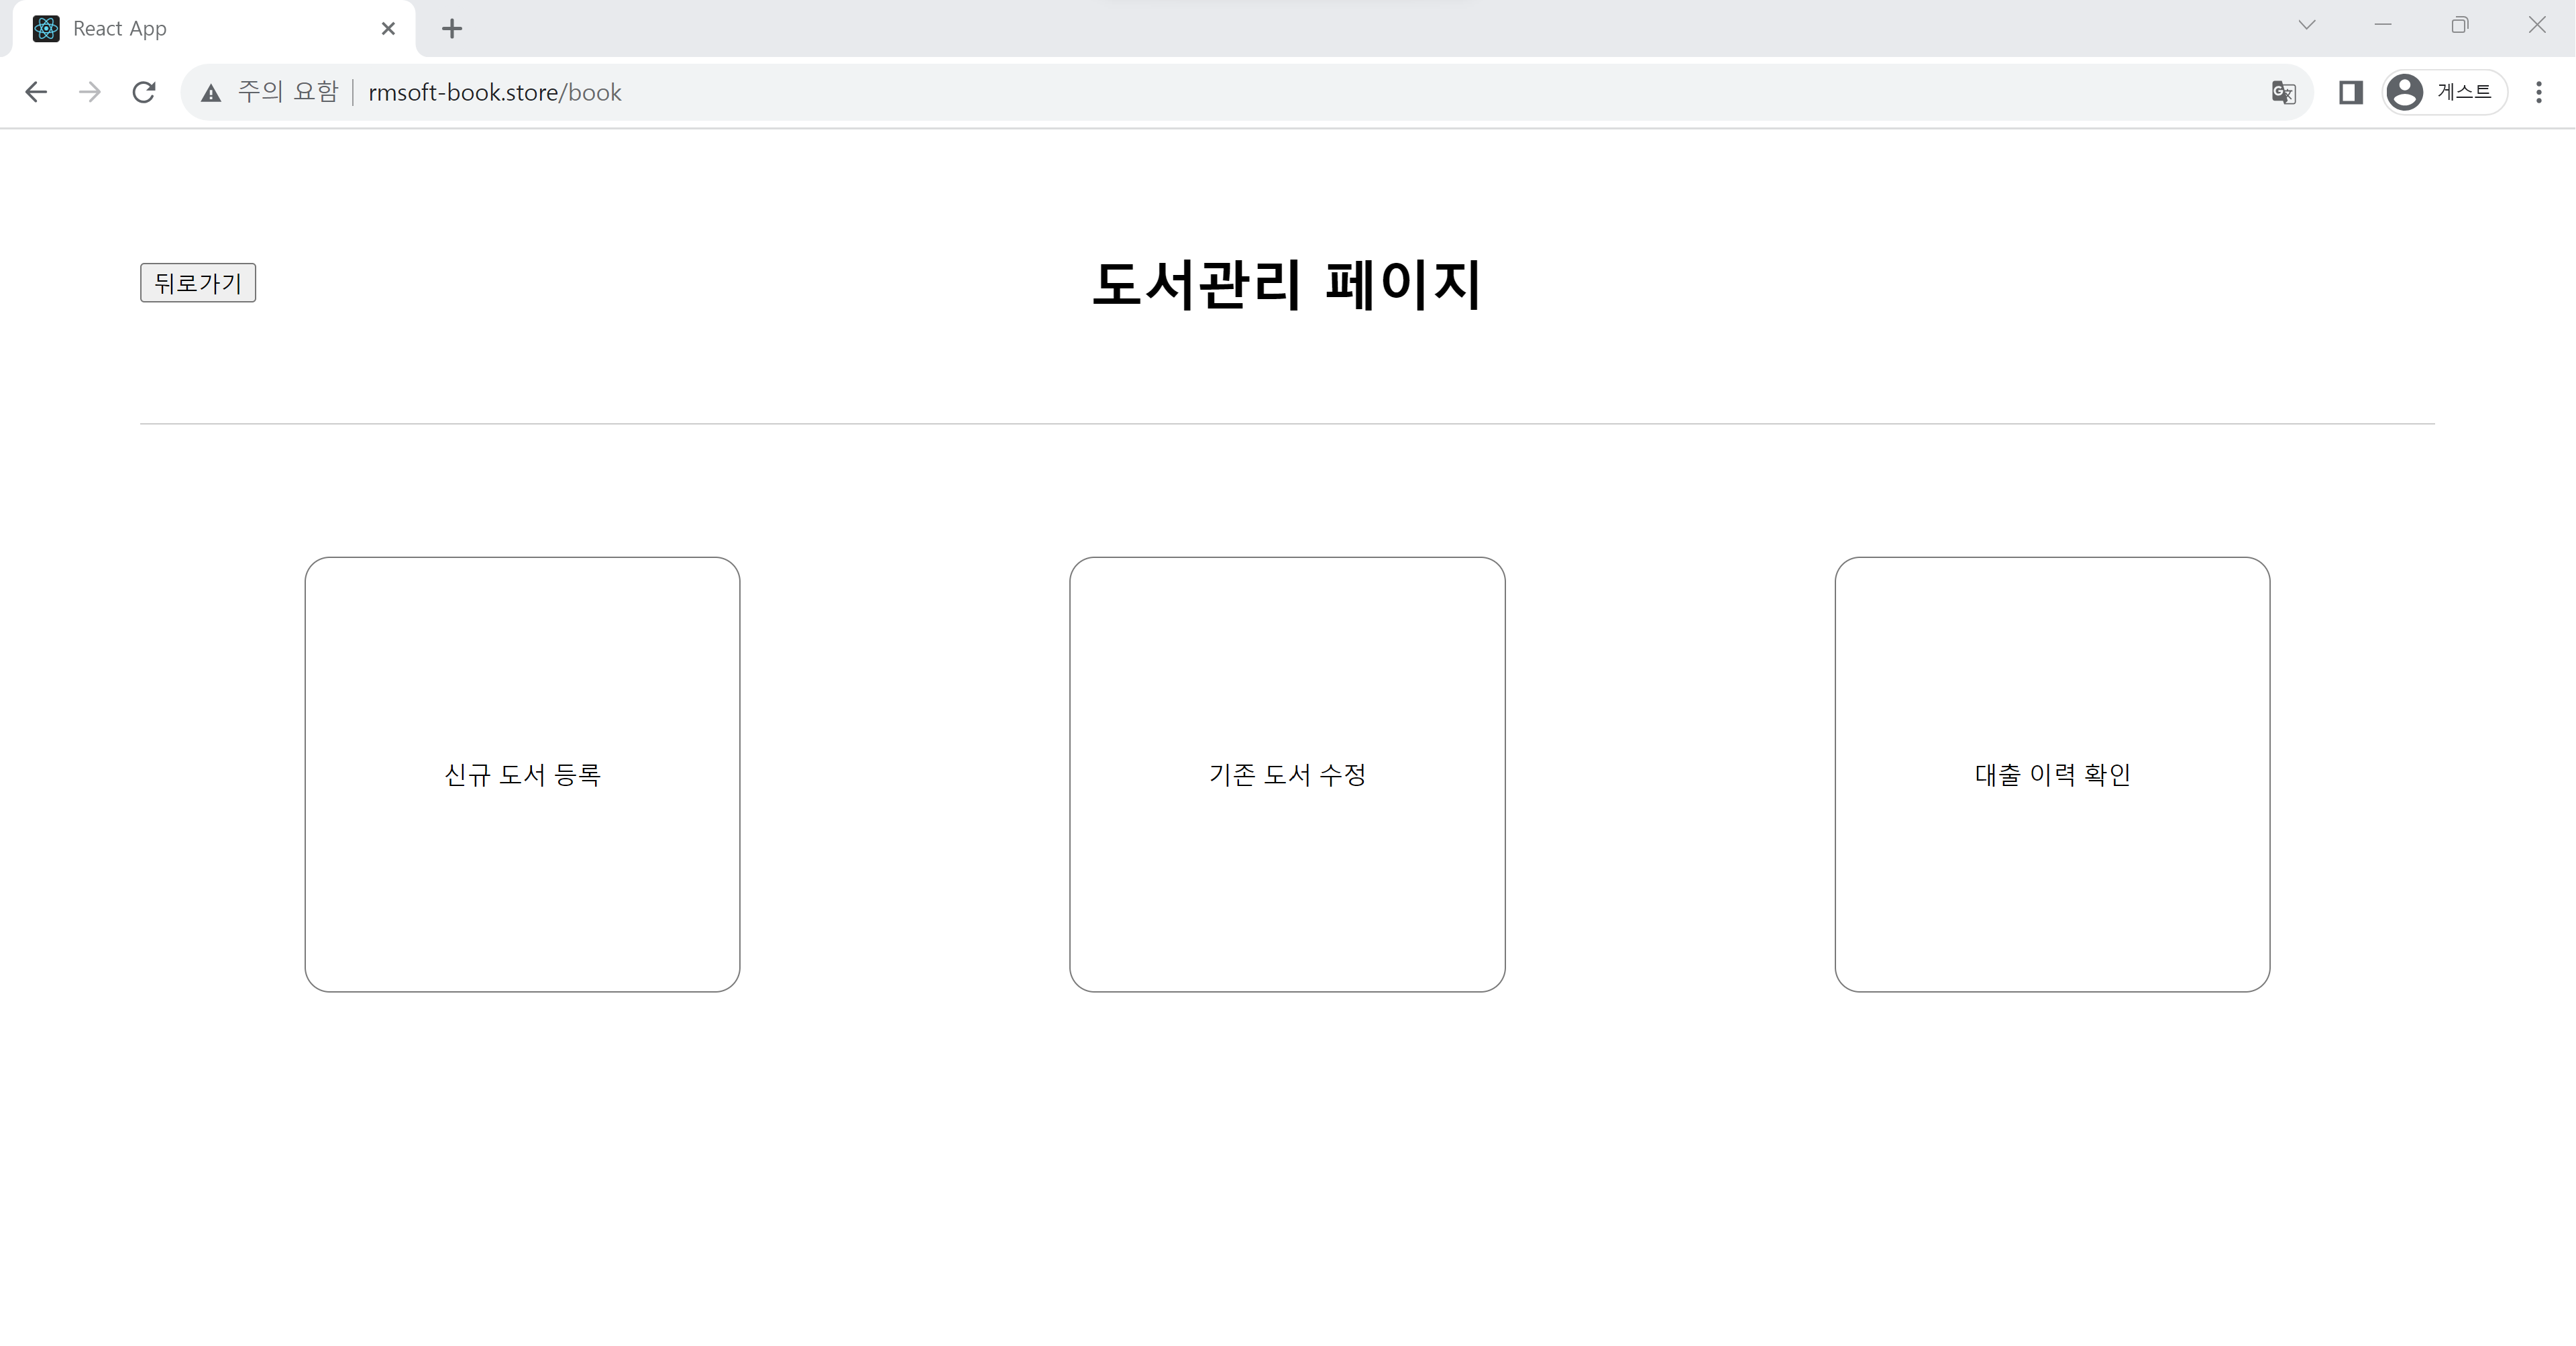 React App
주의 요함 rmsoft-book.store/book
게스트
뒤로가기
도서관리 페이지
신규 도서 등록
기존 도서 수정
대출 이력 확인